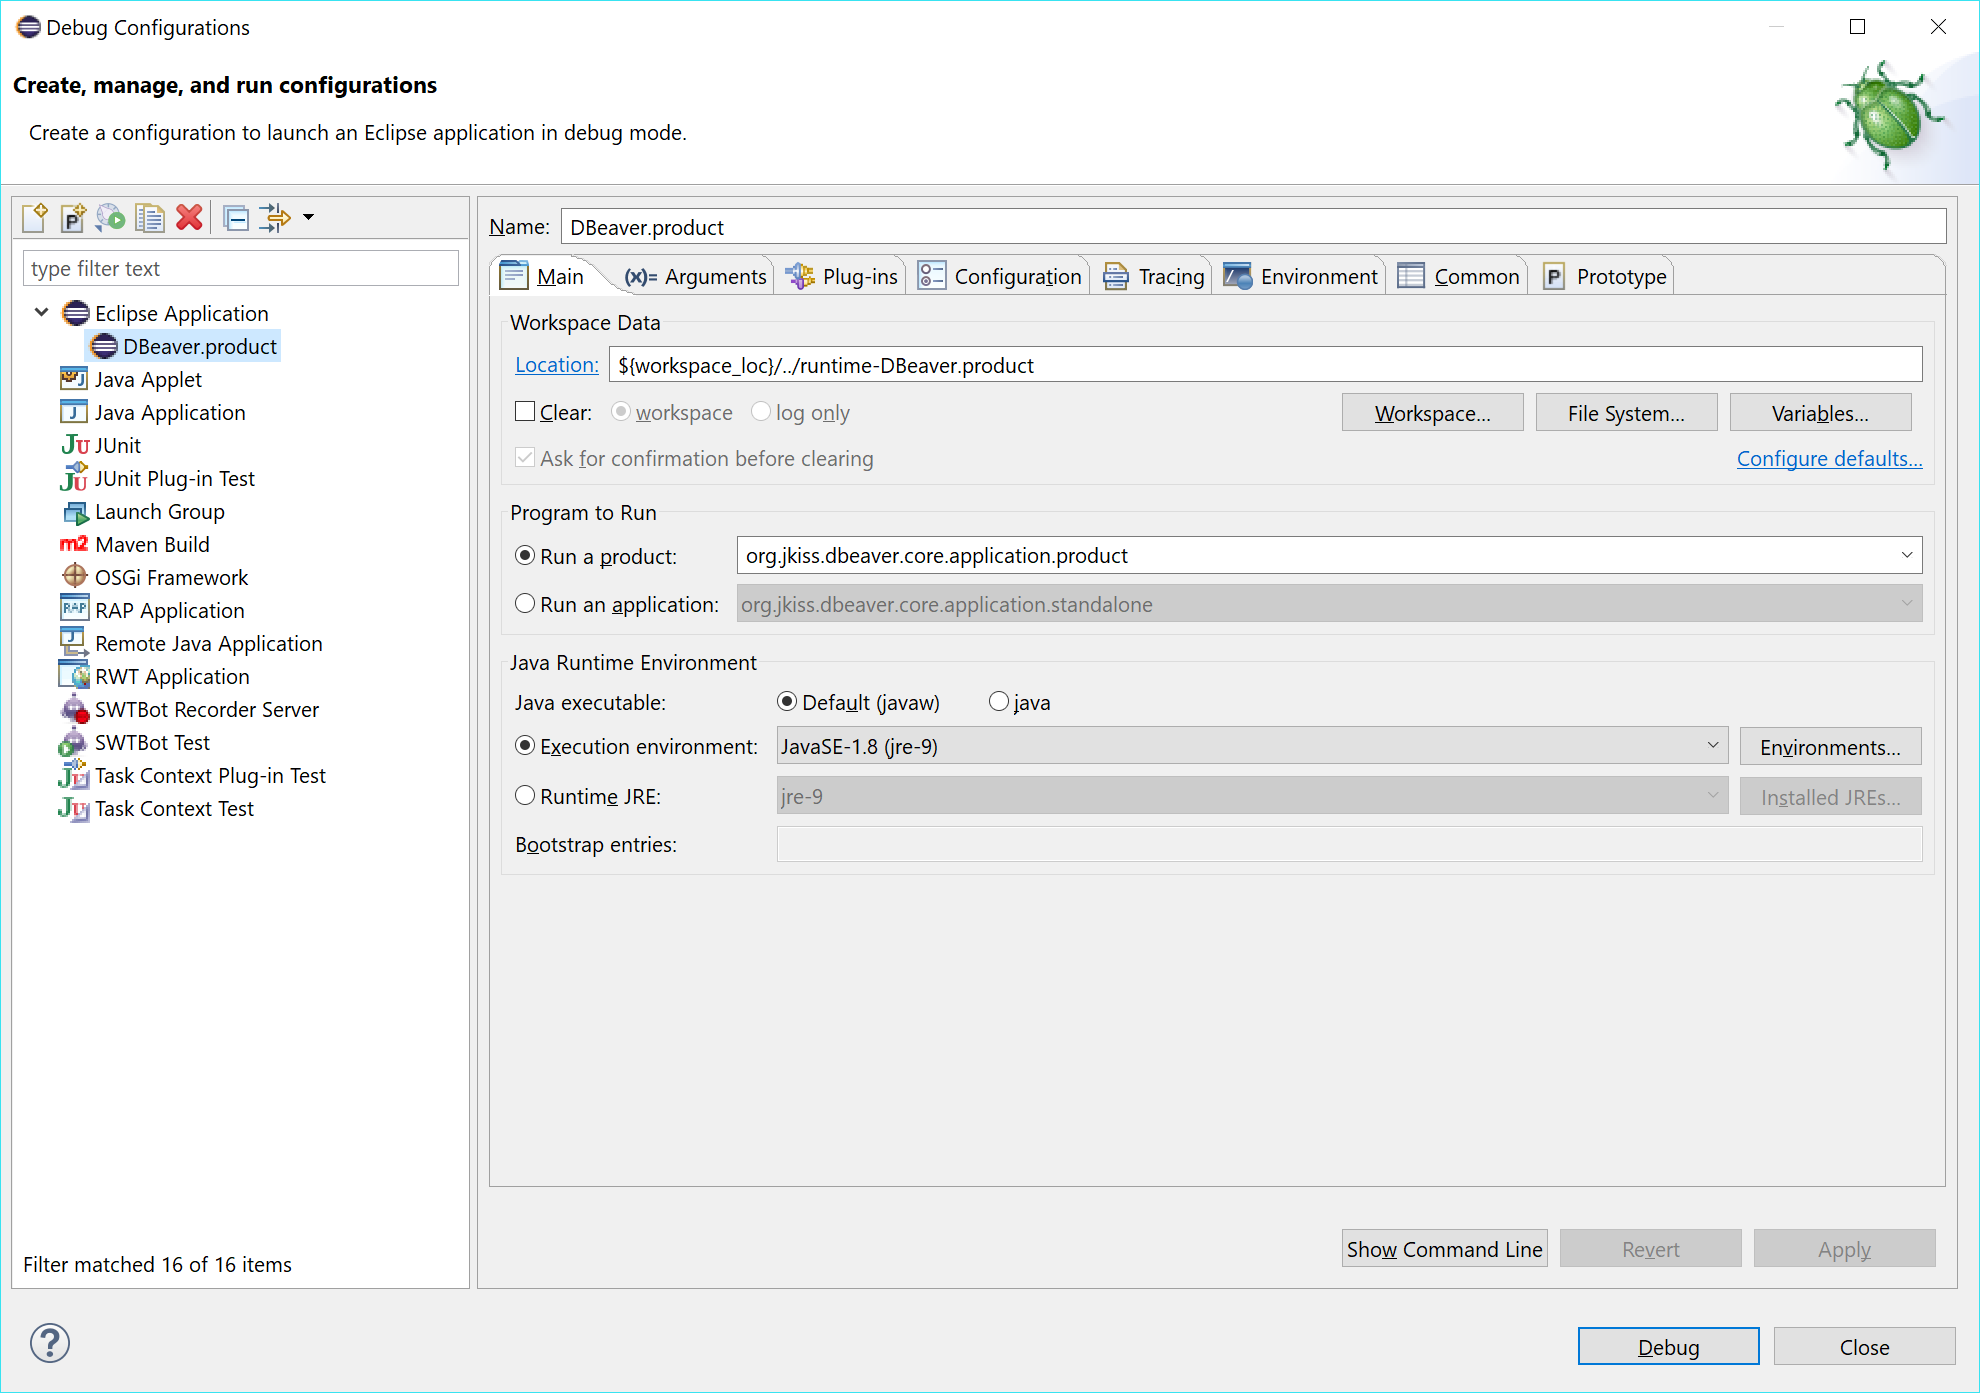 Debug Configurations
Create, manage, and run configurations
Create a configuration to launch an Eclipse application in debug mode.
type filter text
Eclipse Application
DBeaver.product
Java Applet
Java Application
JUnit
JUnit Plug-in Test
Launch Group
Maven Build
OSGi Framework
RAP Application
Remote Java Application
RWT Application
SWTBot Recorder Server
SWTBot Test
Task Context Plug-in Test
Task Context Test
Filter matched 16 of 16 items
Name: DBeaver.product
Main (x)= Arguments Plug-ins Configuration Tracing Environment Common Prototype
Workspace Data
Location: ${workspace_loc}/../runtime-DBeaver.product
Clear: workspace log only Workspace... File System... Variables...
Ask for confirmation before clearing Configure defaults...
Program to Run
Run a product: org.jkiss.dbeaver.core.application.product
Run an application: org.jkiss.dbeaver.core.application.standalone
Java Runtime Environment
Java executable: Default (javaw) java
Execution environment: JavaSE-1.8 (jre-9) Environments...
Runtime JRE: jre-9 Installed JREs...
Bootstrap entries:
Show Command Line Revert Apply
Debug Close